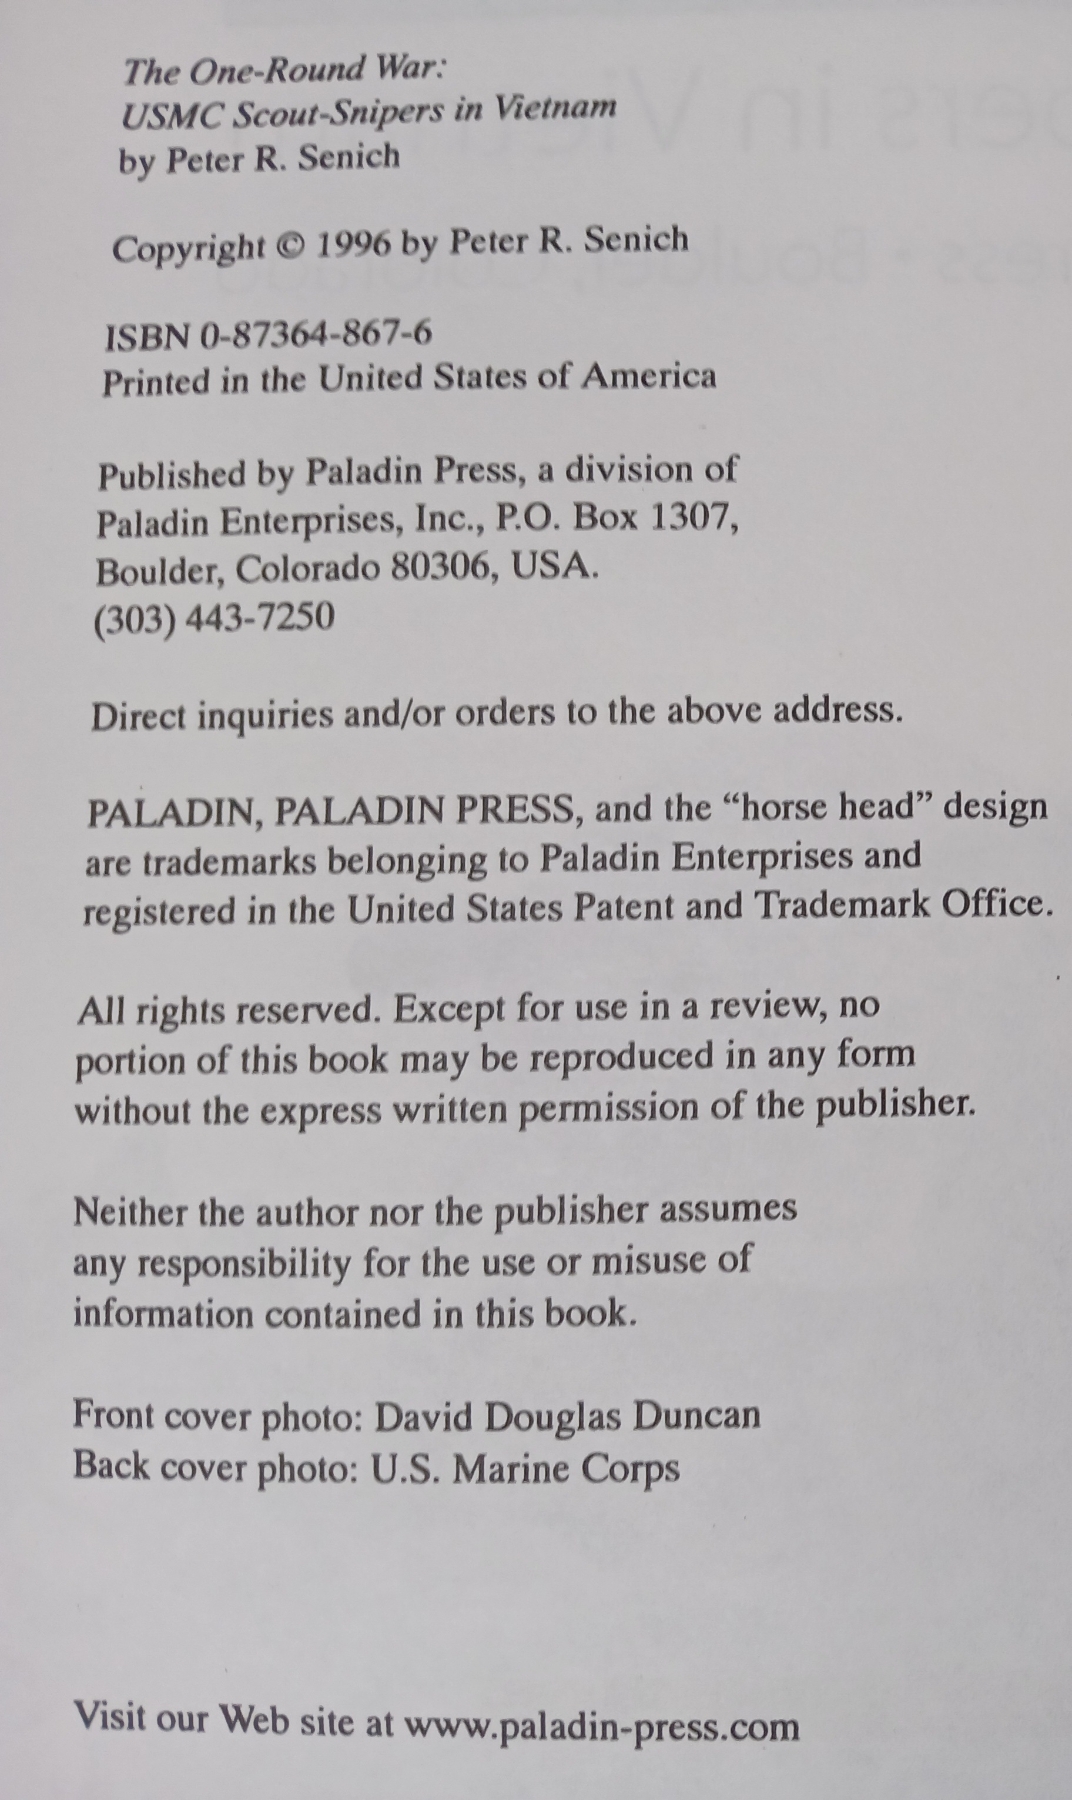 The One-Round War:
USMC Scout-Snipers in Vietnam
by Peter R. Senich
Copyright © 1996 by Peter R. Senich
ISBN 0-87364-867-6
Printed in the United States of America
Published by Paladin Press, a division of
Paladin Enterprises, Inc., P.O. Box 1307,
Boulder, Colorado 80306, USA.
(303) 443-7250
Direct inquiries and/or orders to the above address.
PALADIN, PALADIN PRESS, and the “horse head” design
are trademarks belonging to Paladin Enterprises and
registered in the United States Patent and Trademark Office.
All rights reserved. Except for use in a review, no
portion of this book may be reproduced in any form
without the express written permission of the publisher.
Neither the author nor the publisher assumes
any responsibility for the use or misuse of
information contained in this book.
Front cover photo: David Douglas Duncan
Back cover photo: U.S. Marine Corps
Visit our Web site at www.paladin-press.com